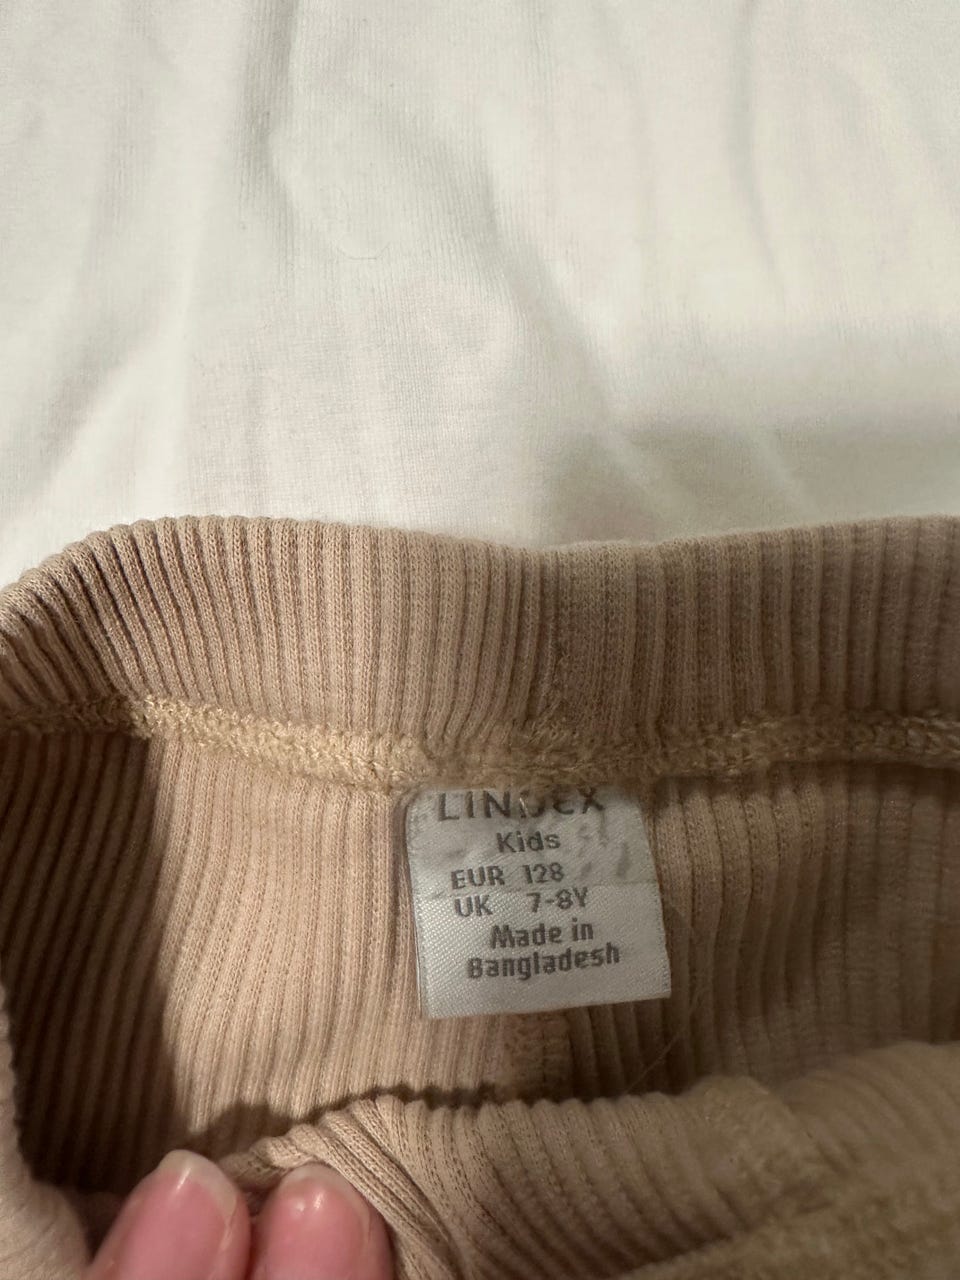 LINDEX
Kids
EUR 128
UK 7-8Y
Made in
Bangladesh